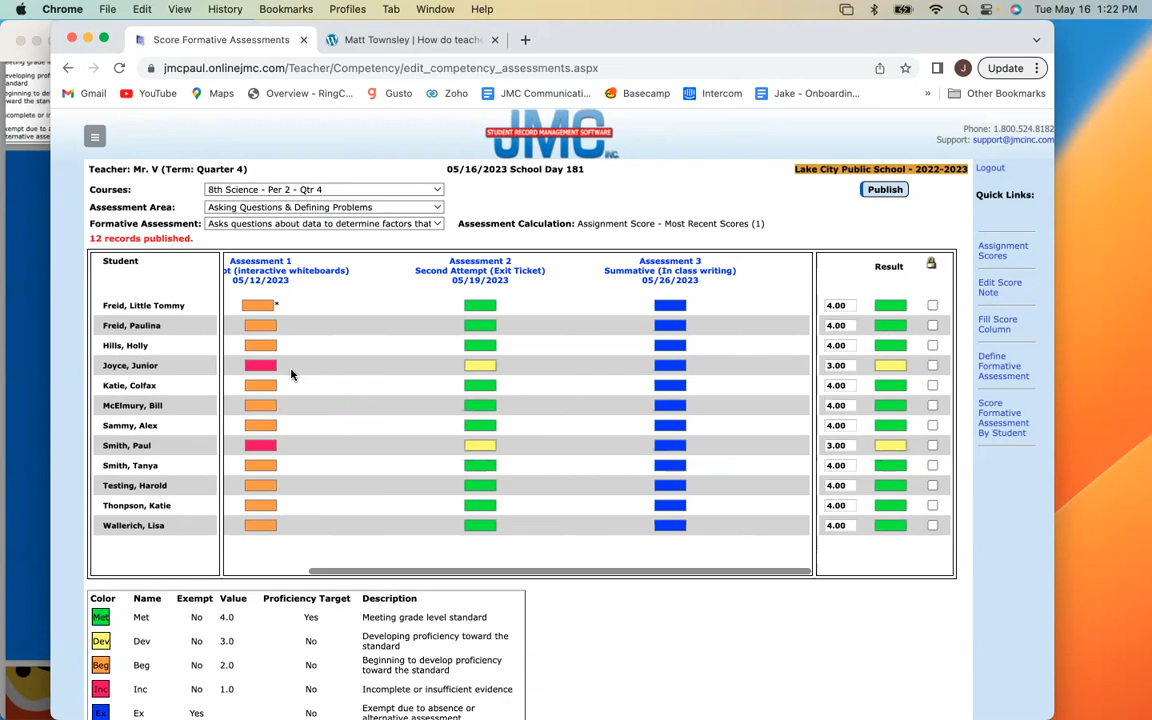 Chrome File Edit View History Bookmarks Profiles Tab Window Help Tue May 16 1:22 PM
Score Formative Assessments Matt Townsley | How do teache
jmcpaul.onlinejmc.com/Teacher/Competency/edit_competency_assessments.aspx Update
Gmail YouTube Maps Overview - RingC... Gusto Zoho JMC Communicati... Basecamp Intercom Jake - Onboardin... » Other Bookmarks
JMC
STUDENT RECORD MANAGEMENT SOFTWARE
INC.
Phone: 1.800.524.8182
Support: support@jmcinc.com
Teacher: Mr. V (Term: Quarter 4) 05/16/2023 School Day 181 Lake City Public School - 2022-2023
Courses: 8th Science - Per 2 - Qtr 4 Publish
Assessment Area: Asking Questions & Defining Problems
Formative Assessment: Asks questions about data to determine factors that Assessment Calculation: Assignment Score - Most Recent Scores (1)
12 records published.
Logout
Quick Links:
Assignment
Scores
Edit Score
Note
Fill Score
Column
Define
Formative
Assessment
Score
Formative
Assessment
By Student
Student Assessment 1 Assessment 2 Assessment 3 Result
pt (interactive whiteboards) Second Attempt (Exit Ticket) Summative (In class writing)
05/12/2023 05/19/2023 05/26/2023
Freid, Little Tommy * 4.00
Freid, Paulina 4.00
Hills, Holly 4.00
Joyce, Junior 3.00
Katie, Colfax 4.00
McElmury, Bill 4.00
Sammy, Alex 4.00
Smith, Paul 3.00
Smith, Tanya 4.00
Testing, Harold 4.00
Thonpson, Katie 4.00
Wallerich, Lisa 4.00
Color Name Exempt Value Proficiency Target Description
Met Met No 4.0 Yes Meeting grade level standard
Dev Dev No 3.0 No Developing proficiency toward the
standard
Beg Beg No 2.0 No Beginning to develop proficiency
toward the standard
Inc Inc No 1.0 No Incomplete or insufficient evidence
Ex Ex Yes No Exempt due to absence or
alternative assessment